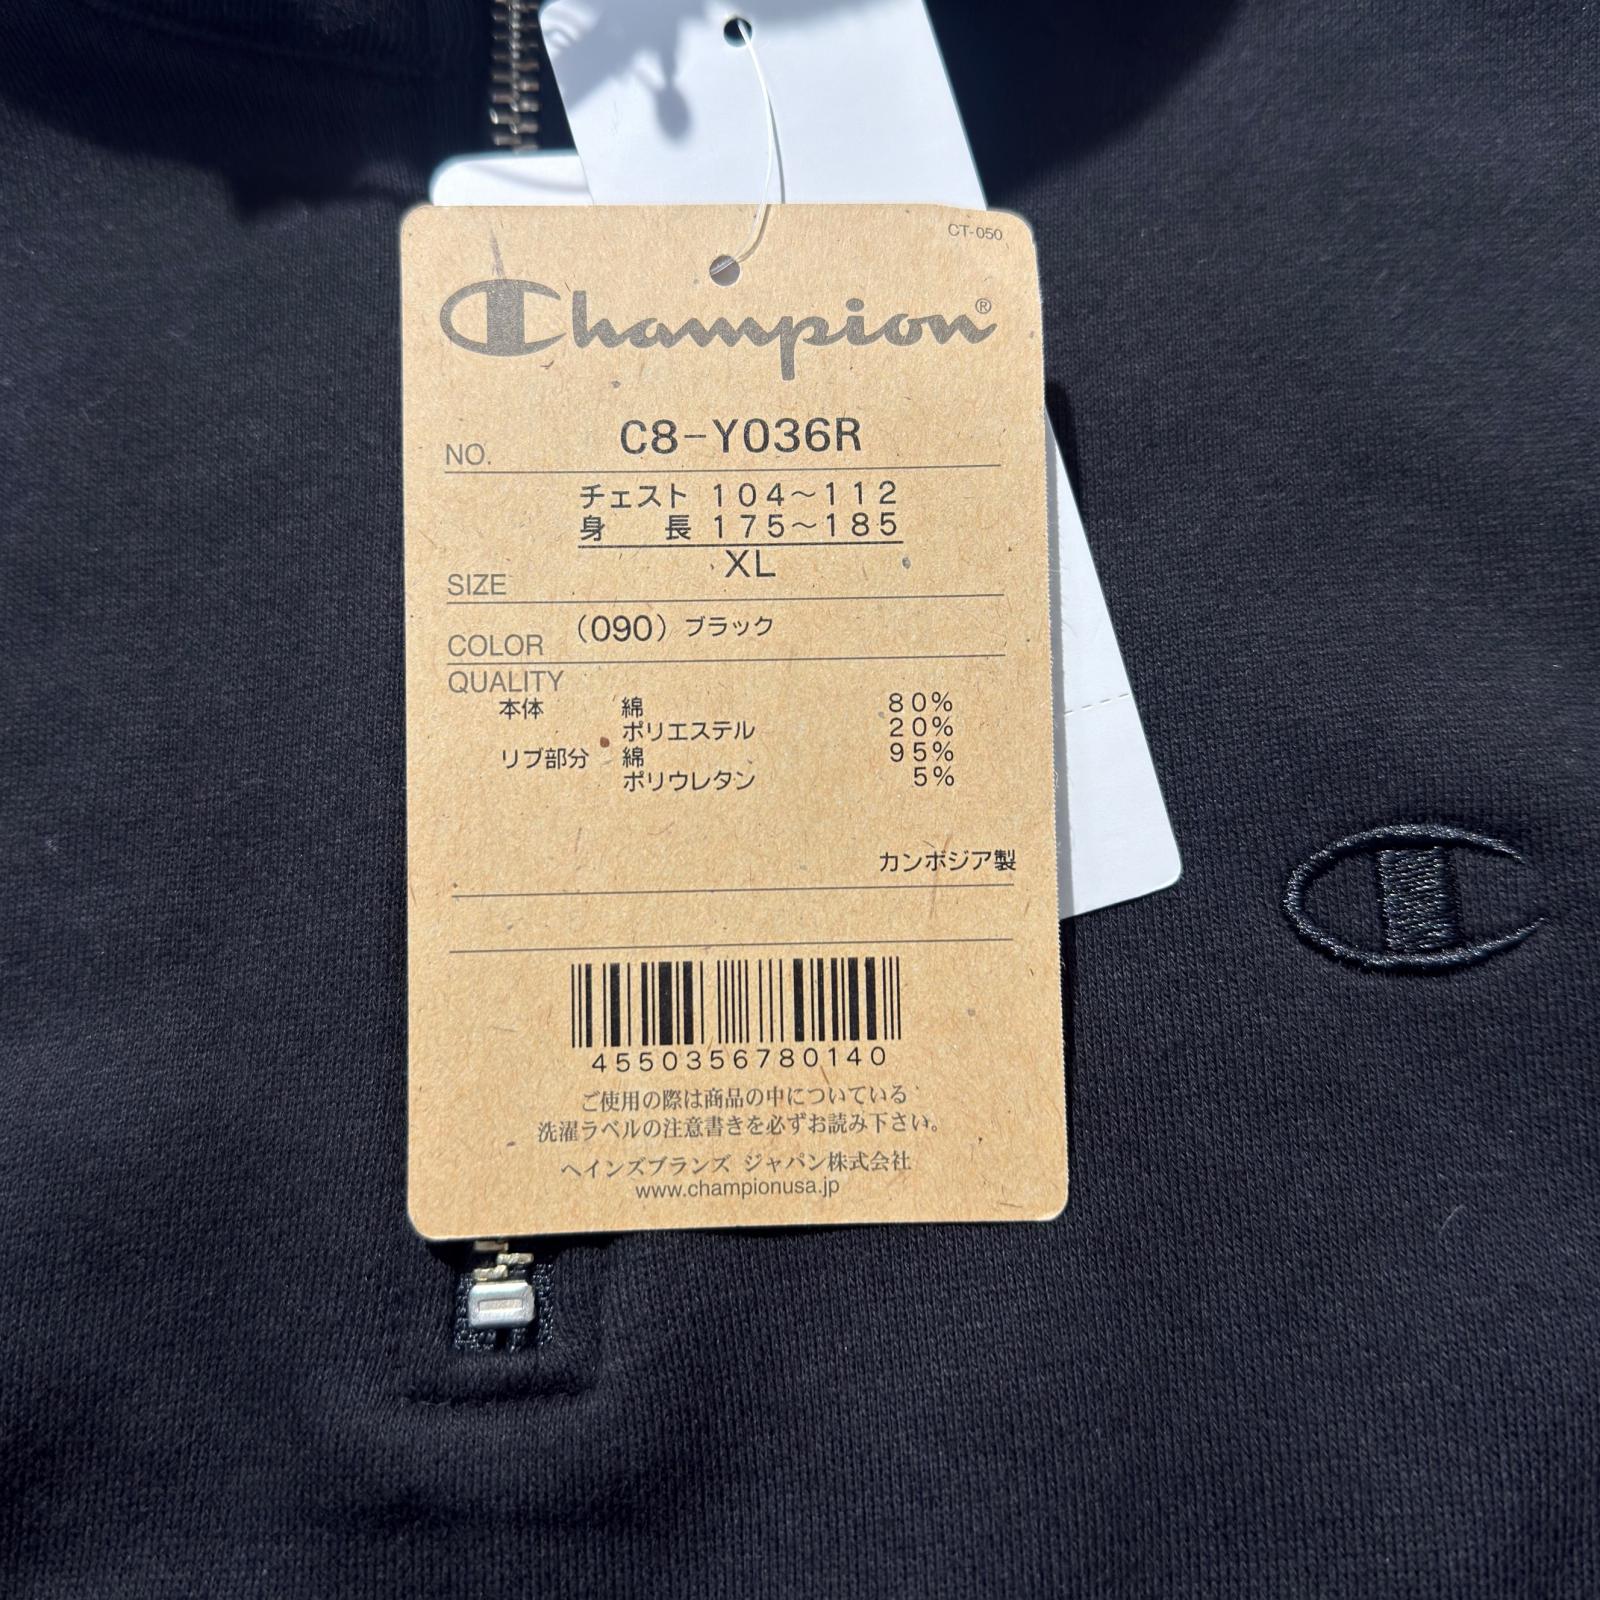 CT-050
Champion®
NO. C8-Y036R
チェスト 104~112
身 長 175~185
SIZE XL
COLOR (090) ブラック
QUALITY
本体 綿 80%
ポリエステル 20%
リブ部分 綿 95%
ポリウレタン 5%
カンボジア製
4550356780140
ご使用の際は商品の中についている
洗濯ラベルの注意書きを必ずお読み下さい。
ヘインズブランズ ジャパン株式会社
www.championusa.jp